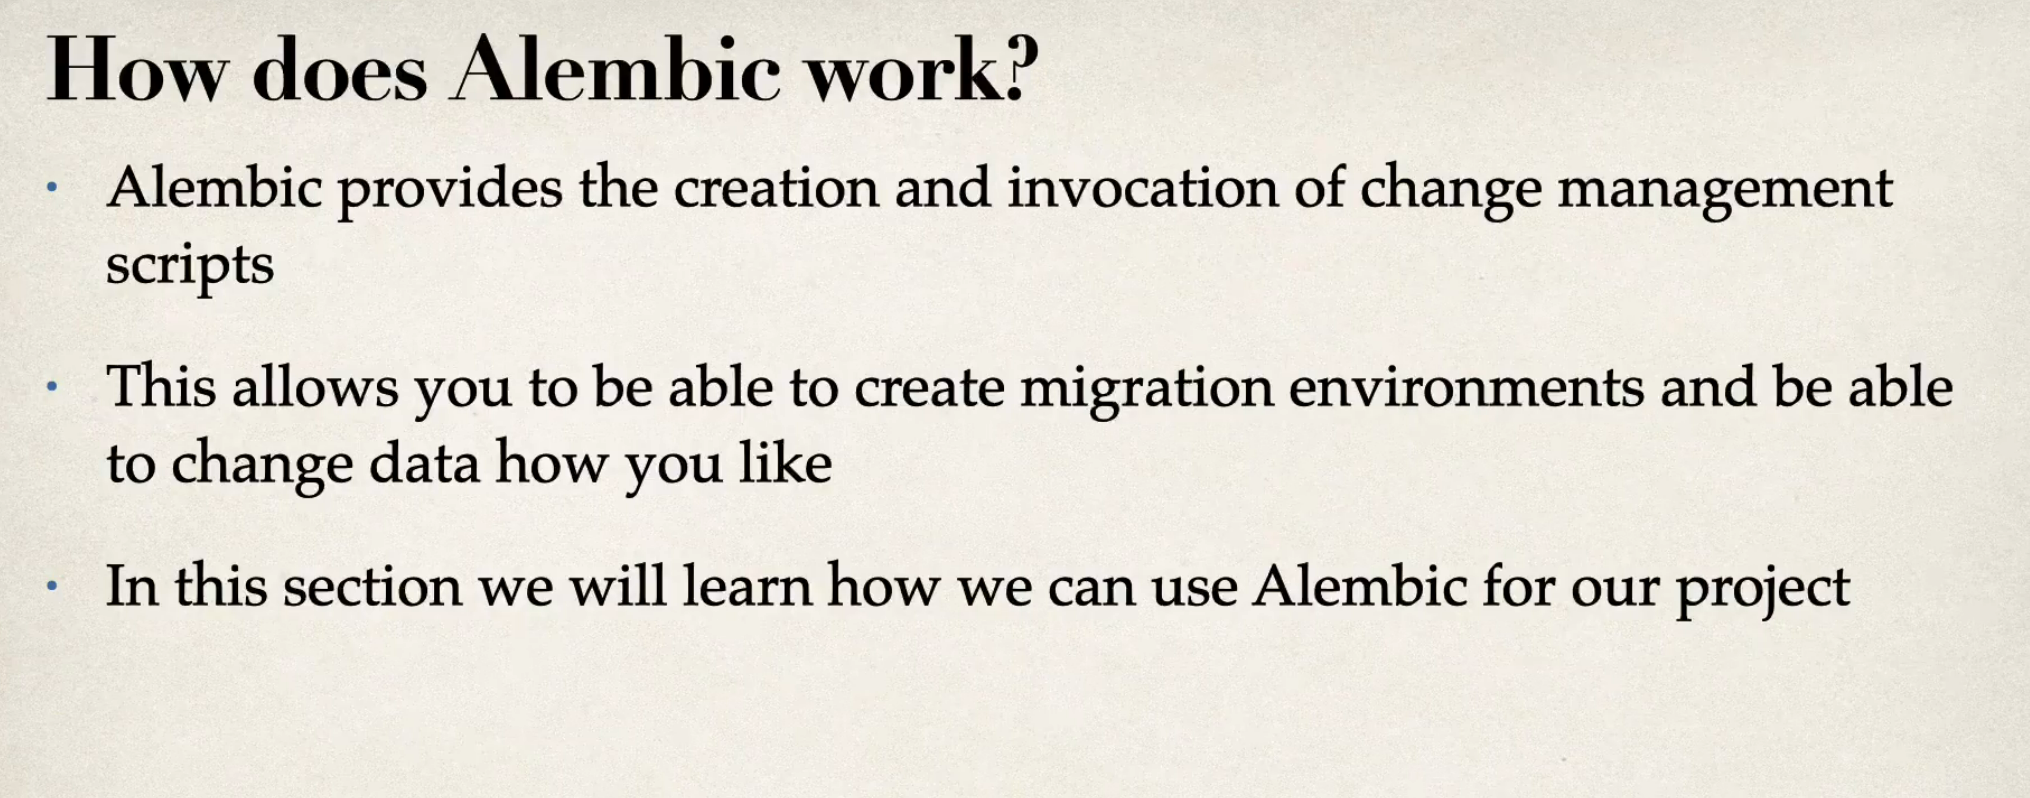 How does Alembic work?
• Alembic provides the creation and invocation of change management
scripts
• This allows you to be able to create migration environments and be able
to change data how you like
• In this section we will learn how we can use Alembic for our project